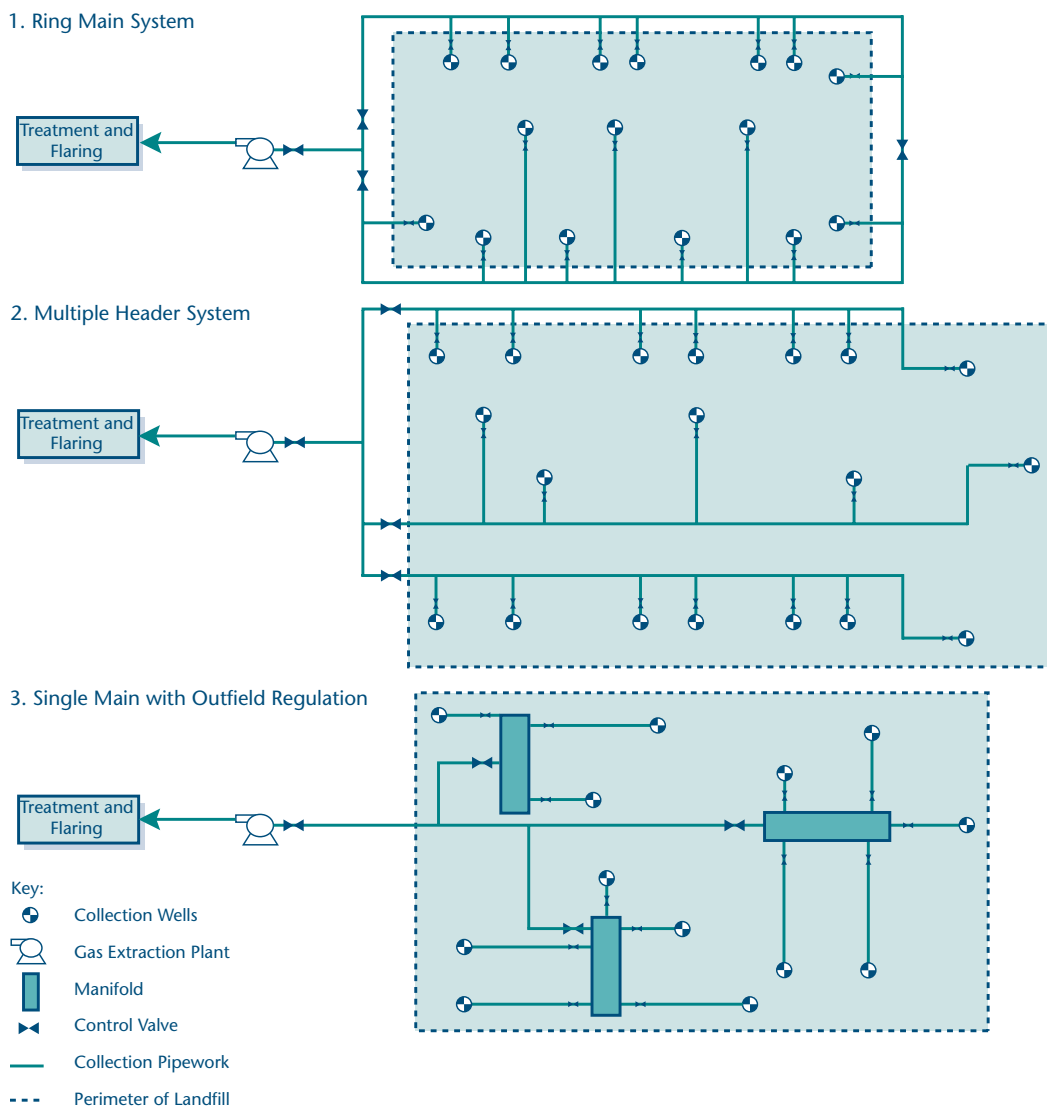 1. Ring Main System
Treatment and
Flaring
2. Multiple Header System
Treatment and
Flaring
3. Single Main with Outfield Regulation
Treatment and
Flaring
Key:
Collection Wells
Gas Extraction Plant
Manifold
Control Valve
Collection Pipework
Perimeter of Landfill